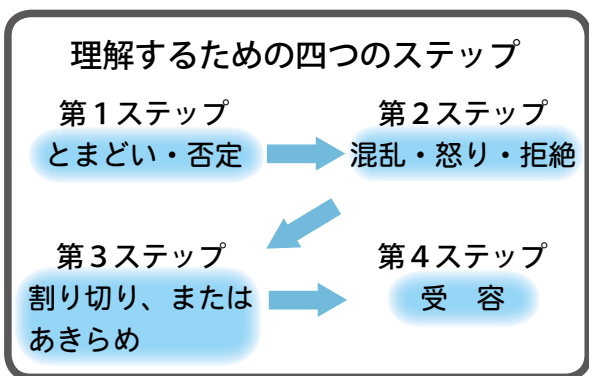 理解するための四つのステップ
第１ステップ
とまどい・否定
第２ステップ
混乱・怒り・拒絶
第３ステップ
割り切り、または
あきらめ
第４ステップ
受　容